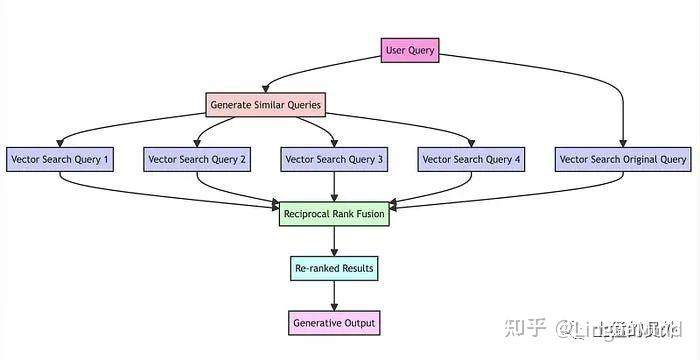 User Query
Generate Similar Queries
Vector Search Query 1
Vector Search Query 2
Vector Search Query 3
Vector Search Query 4
Vector Search Original Query
Reciprocal Rank Fusion
Re-ranked Results
Generative Output
知乎